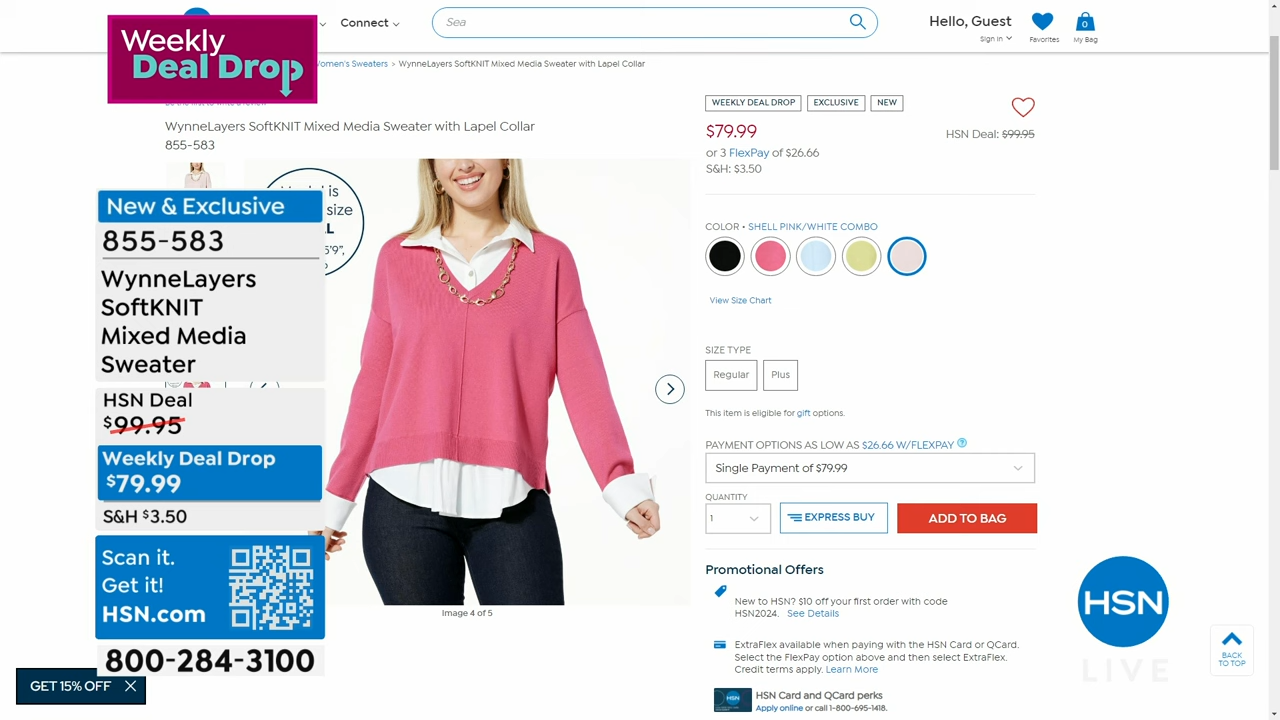 Weekly
Deal Drop
Connect
Sea
Hello, Guest
Sign In
Favorites
0
My Bag
Women's Sweaters > WynneLayers SoftKNIT Mixed Media Sweater with Lapel Collar
WynneLayers SoftKNIT Mixed Media Sweater with Lapel Collar
855-583
is
size
5'9",
New & Exclusive
855-583
WynneLayers
SoftKNIT
Mixed Media
Sweater
HSN Deal
$99.95
Weekly Deal Drop
$79.99
S&H $3.50
Scan it.
Get it!
HSN.com
800-284-3100
GET 15% OFF
Image 4 of 5
WEEKLY DEAL DROP
EXCLUSIVE
NEW
$79.99
HSN Deal: $99.95
or 3 FlexPay of $26.66
S&H: $3.50
COLOR • SHELL PINK/WHITE COMBO
View Size Chart
SIZE TYPE
Regular
Plus
This item is eligible for gift options.
PAYMENT OPTIONS AS LOW AS $26.66 W/FLEXPAY ?
Single Payment of $79.99
QUANTITY
1
EXPRESS BUY
ADD TO BAG
Promotional Offers
New to HSN? $10 off your first order with code
HSN2024. See Details
ExtraFlex available when paying with the HSN Card or QCard.
Select the FlexPay option above and then select ExtraFlex.
Credit terms apply. Learn More
HSN
HSN Card and QCard perks
Apply online or call 1-800-695-1418.
HSN
LIVE
BACK
TO TOP